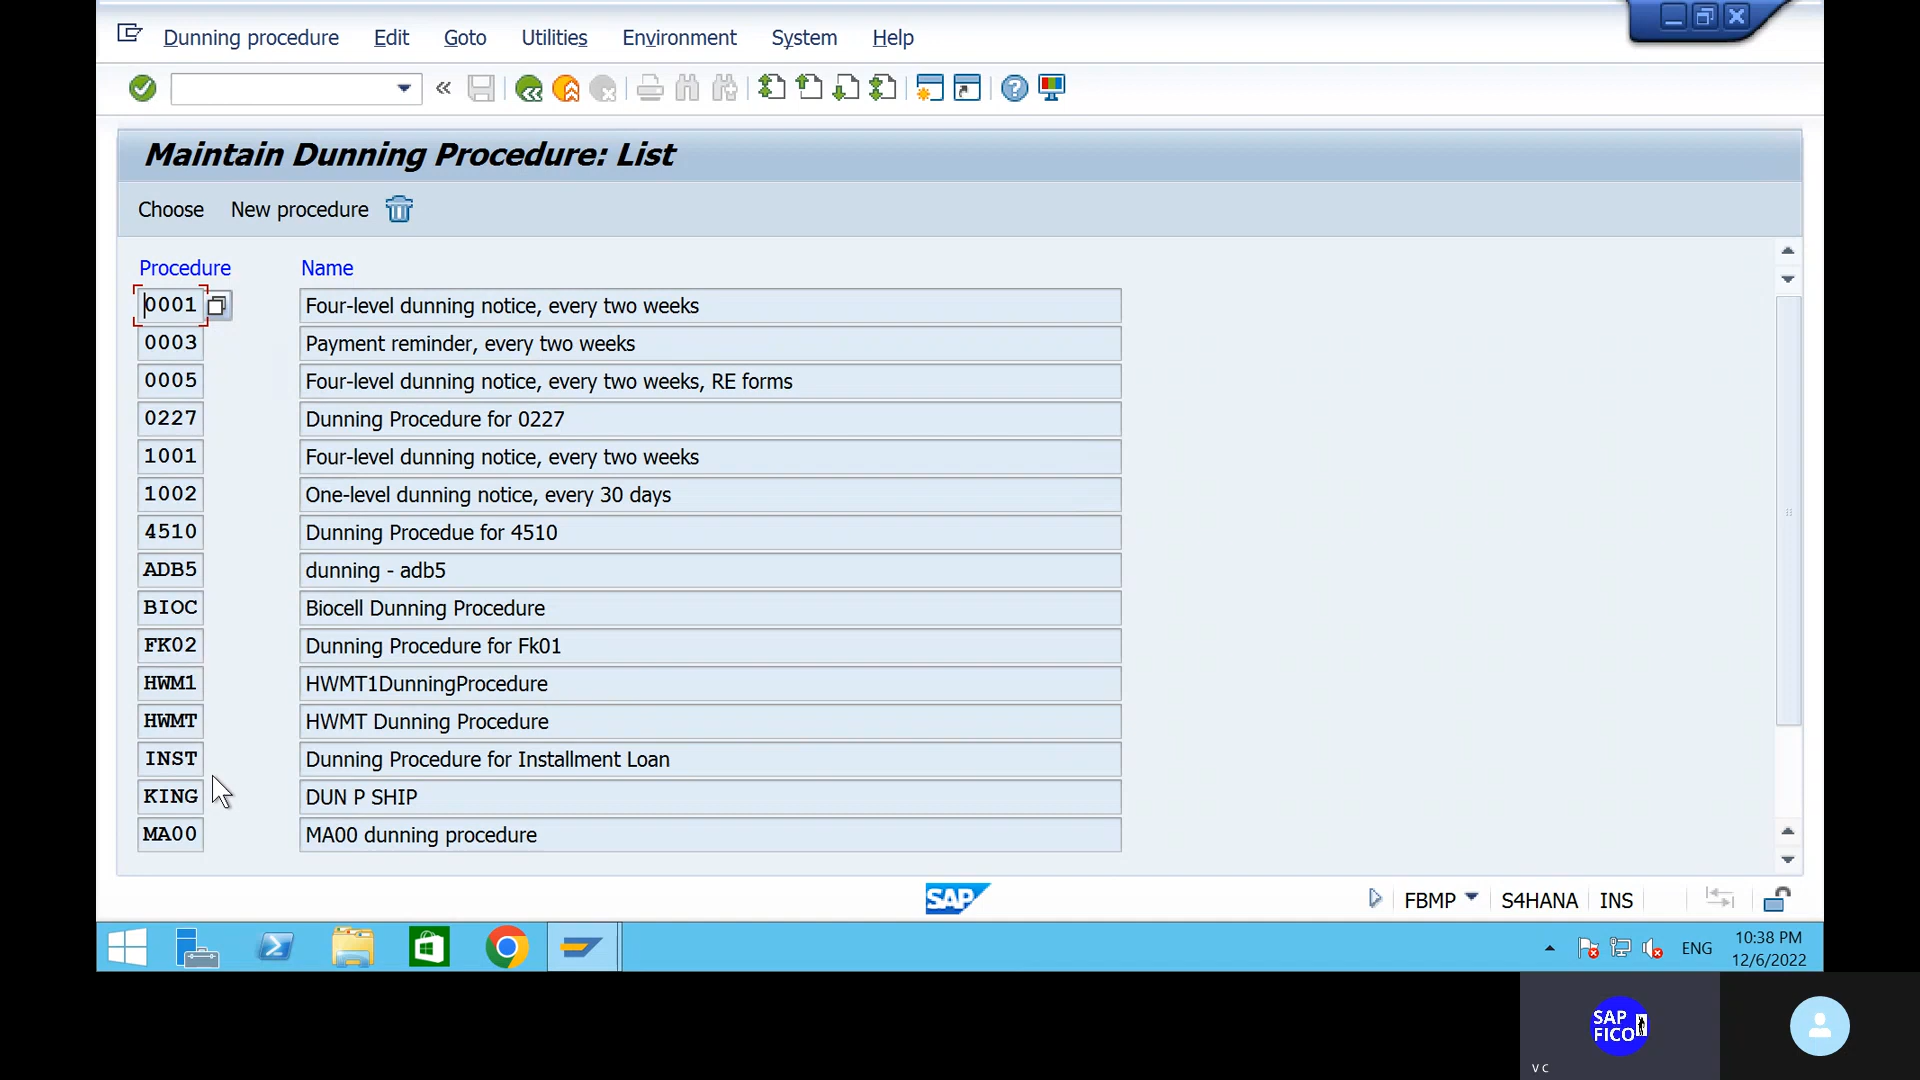 Dunning procedure Edit Goto Utilities Environment System Help
Maintain Dunning Procedure: List
Choose New procedure
Procedure Name
0001 Four-level dunning notice, every two weeks
0003 Payment reminder, every two weeks
0005 Four-level dunning notice, every two weeks, RE forms
0227 Dunning Procedure for 0227
1001 Four-level dunning notice, every two weeks
1002 One-level dunning notice, every 30 days
4510 Dunning Procedue for 4510
ADB5 dunning - adb5
BIOC Biocell Dunning Procedure
FK02 Dunning Procedure for Fk01
HWM1 HWMT1DunningProcedure
HWMT HWMT Dunning Procedure
INST Dunning Procedure for Installment Loan
KING DUN P SHIP
MA00 MA00 dunning procedure
SAP FBMP S4HANA INS
ENG 10:38 PM
12/6/2022
SAP
FICO
V C